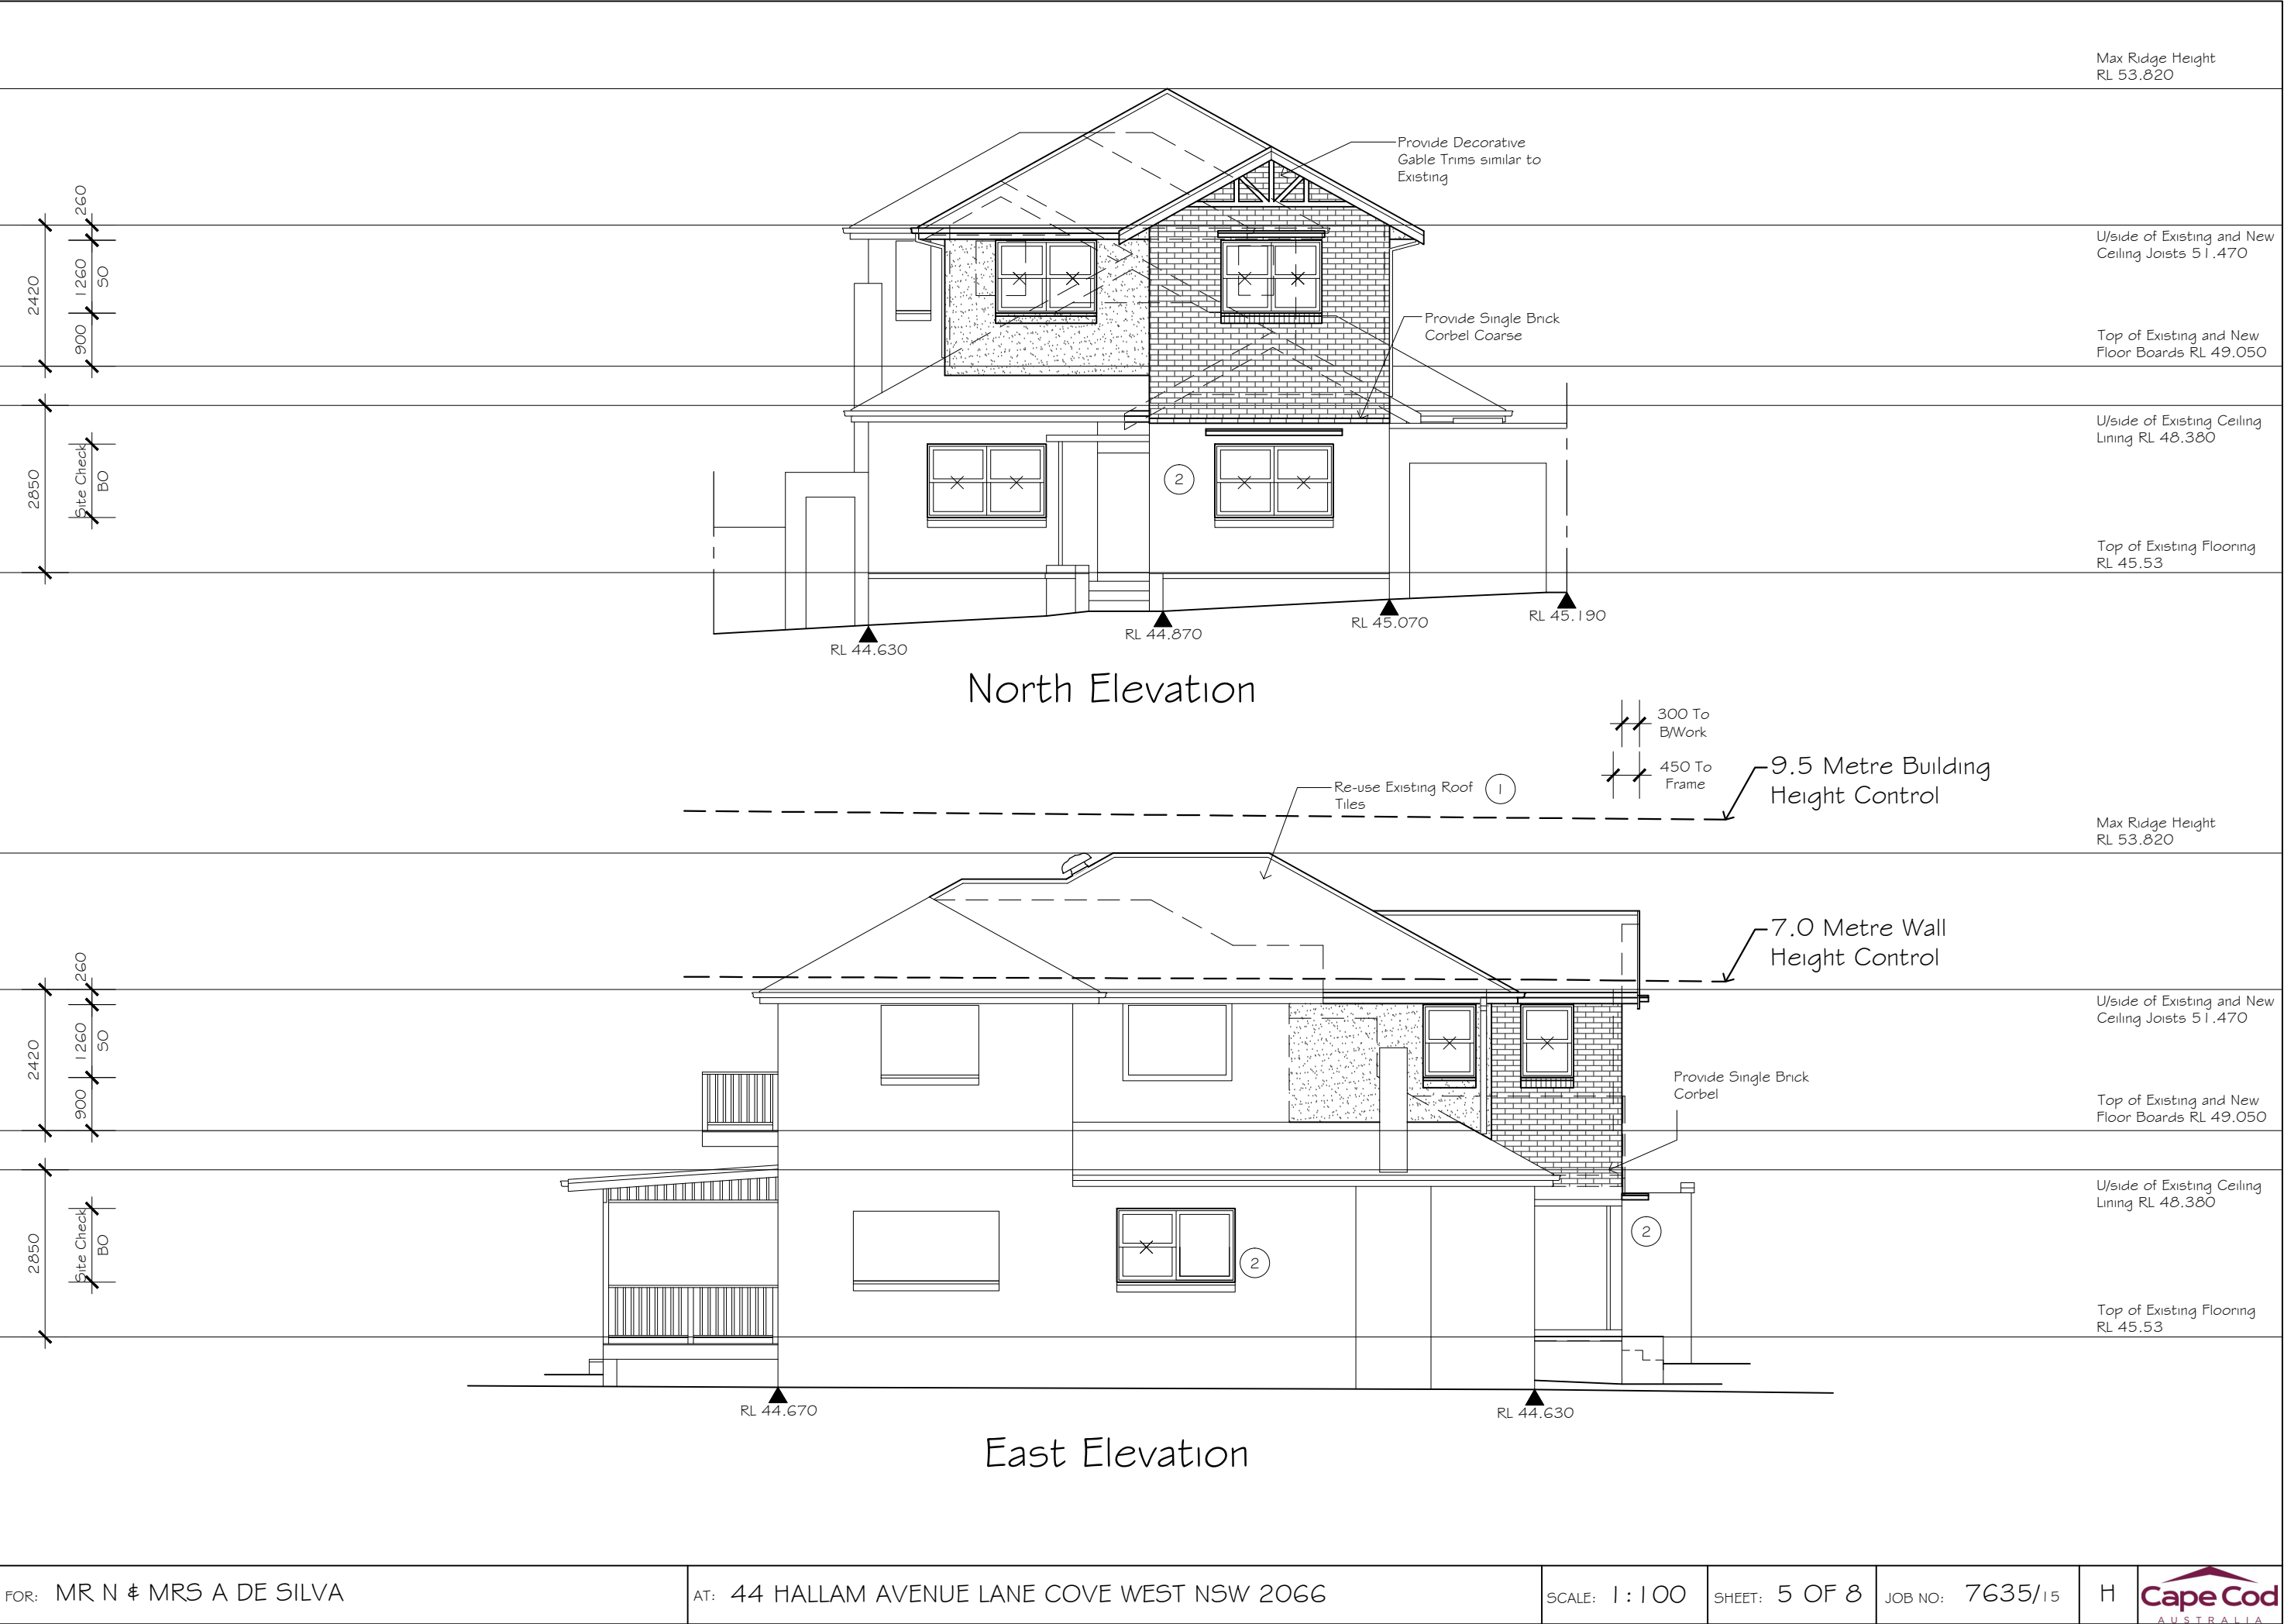 Max Ridge Height
RL 53.820
Provide Decorative
Gable Trims similar to
Existing
260
2420
1260
SO
900
U/side of Existing and New
Ceiling Joists 51.470
Top of Existing and New
Floor Boards RL 49.050
Provide Single Brick
Corbel Coarse
U/side of Existing Ceiling
Lining RL 48.380
2850
Site Check
BO
2
Top of Existing Flooring
RL 45.53
RL 44.630
RL 44.870
RL 45.070
RL 45.190
North Elevation
300 To
B/Work
450 To
Frame
9.5 Metre Building
Height Control
Re-use Existing Roof
Tiles
1
Max Ridge Height
RL 53.820
7.0 Metre Wall
Height Control
260
2420
1260
SO
900
U/side of Existing and New
Ceiling Joists 51.470
Provide Single Brick
Corbel
Top of Existing and New
Floor Boards RL 49.050
U/side of Existing Ceiling
Lining RL 48.380
2850
Site Check
BO
2
2
Top of Existing Flooring
RL 45.53
RL 44.670
RL 44.630
East Elevation
FOR: MR N & MRS A DE SILVA
AT: 44 HALLAM AVENUE LANE COVE WEST NSW 2066
SCALE: 1:100
SHEET: 5 OF 8
JOB NO: 7635/15
H
Cape Cod
AUSTRALIA